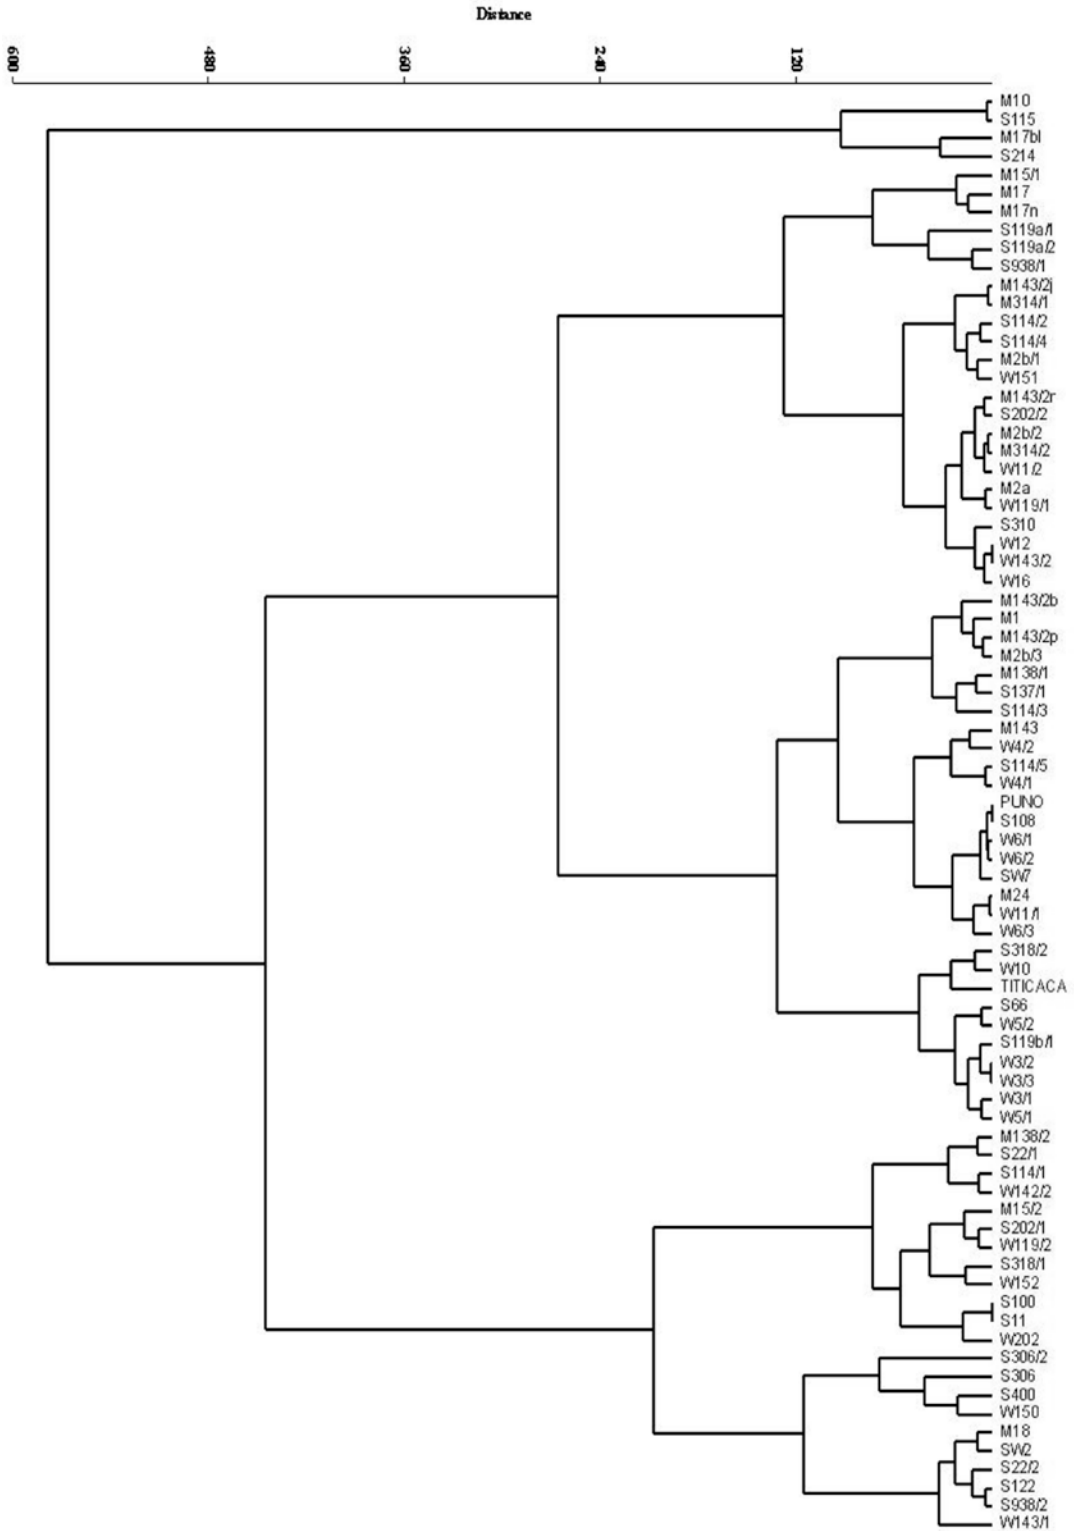 Distance
600 480 360 240 120
M10
S115
M17bl
S214
M15/1
M17
M17n
S119a/1
S119a/2
S938/1
M143/2j
M314/1
S114/2
S114/4
M2b/1
W151
M143/2r
S202/2
M2b/2
M314/2
W11/2
M2a
W119/1
S310
W12
W143/2
W16
M143/2b
M1
M143/2p
M2b/3
M138/1
S137/1
S114/3
M143
W4/2
S114/5
W4/1
PUNO
S108
W6/1
W6/2
SW7
M24
W11/1
W6/3
S318/2
W10
TITICACA
S66
W5/2
S119b/1
W3/2
W3/3
W3/1
W5/1
M138/2
S22/1
S114/1
W142/2
M15/2
S202/1
W119/2
S318/1
W152
S100
S11
W202
S306/2
S306
S400
W150
M18
SW2
S22/2
S122
S938/2
W143/1